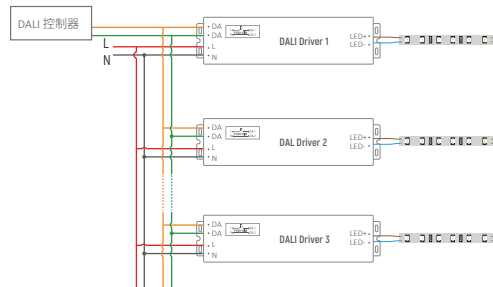 DALI 控制器
L
N
DA
DA
L
N
DALI Driver 1
LED+
LED-
DA
DA
L
N
DAL Driver 2
LED+
LED-
DA
DA
L
N
DALI Driver 3
LED+
LED-